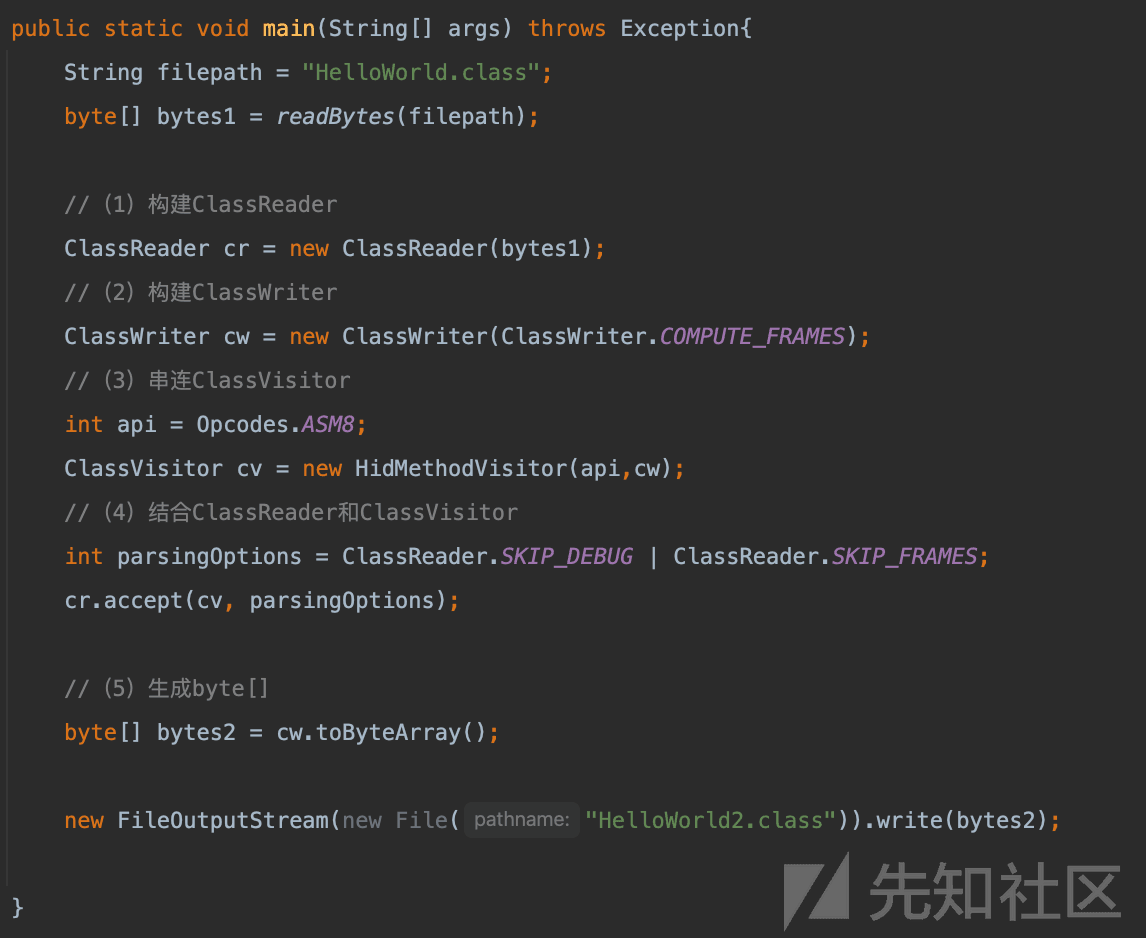 public static void main(String[] args) throws Exception{
String filepath = "HelloWorld.class";
byte[] bytes1 = readBytes(filepath);
//（1）构建ClassReader
ClassReader cr = new ClassReader(bytes1);
//（2）构建ClassWriter
ClassWriter cw = new ClassWriter(ClassWriter.COMPUTE_FRAMES);
//（3）串连ClassVisitor
int api = Opcodes.ASM8;
ClassVisitor cv = new HidMethodVisitor(api,cw);
//（4）结合ClassReader和ClassVisitor
int parsingOptions = ClassReader.SKIP_DEBUG | ClassReader.SKIP_FRAMES;
cr.accept(cv, parsingOptions);
//（5）生成byte[]
byte[] bytes2 = cw.toByteArray();
new FileOutputStream(new File( pathname: "HelloWorld2.class")).write(bytes2);
}
先知社区